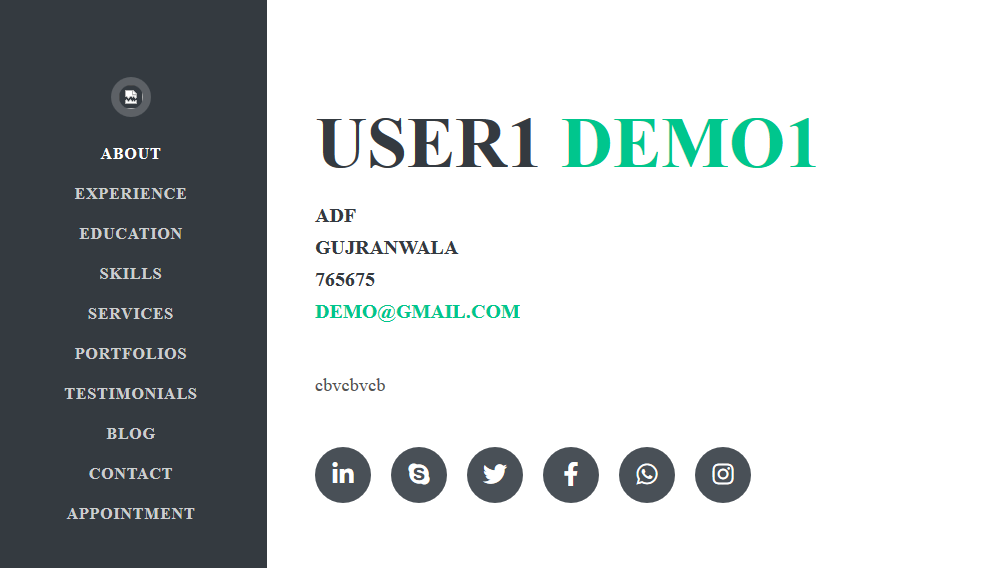 ABOUT
EXPERIENCE
EDUCATION
SKILLS
SERVICES
PORTFOLIOS
TESTIMONIALS
BLOG
CONTACT
APPOINTMENT
USER1 DEMO1
ADF
GUJRANWALA
765675
DEMO@GMAIL.COM
cbvcbvcb